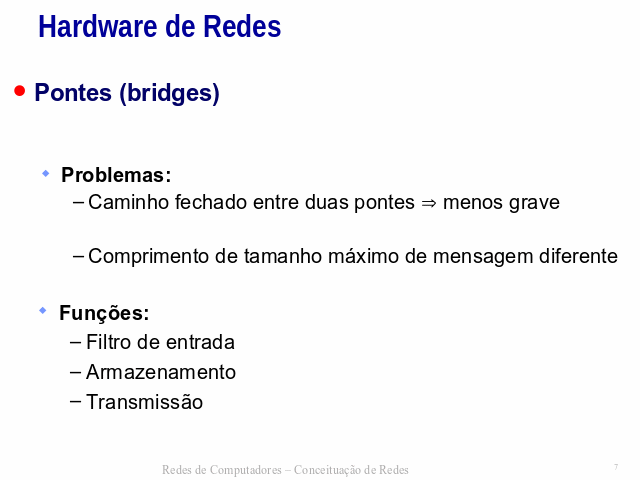 Hardware de Redes
Pontes (bridges)
Problemas:
– Caminho fechado entre duas pontes ⇒ menos grave
– Comprimento de tamanho máximo de mensagem diferente
Funções:
– Filtro de entrada
– Armazenamento
– Transmissão
Redes de Computadores – Conceituação de Redes
7